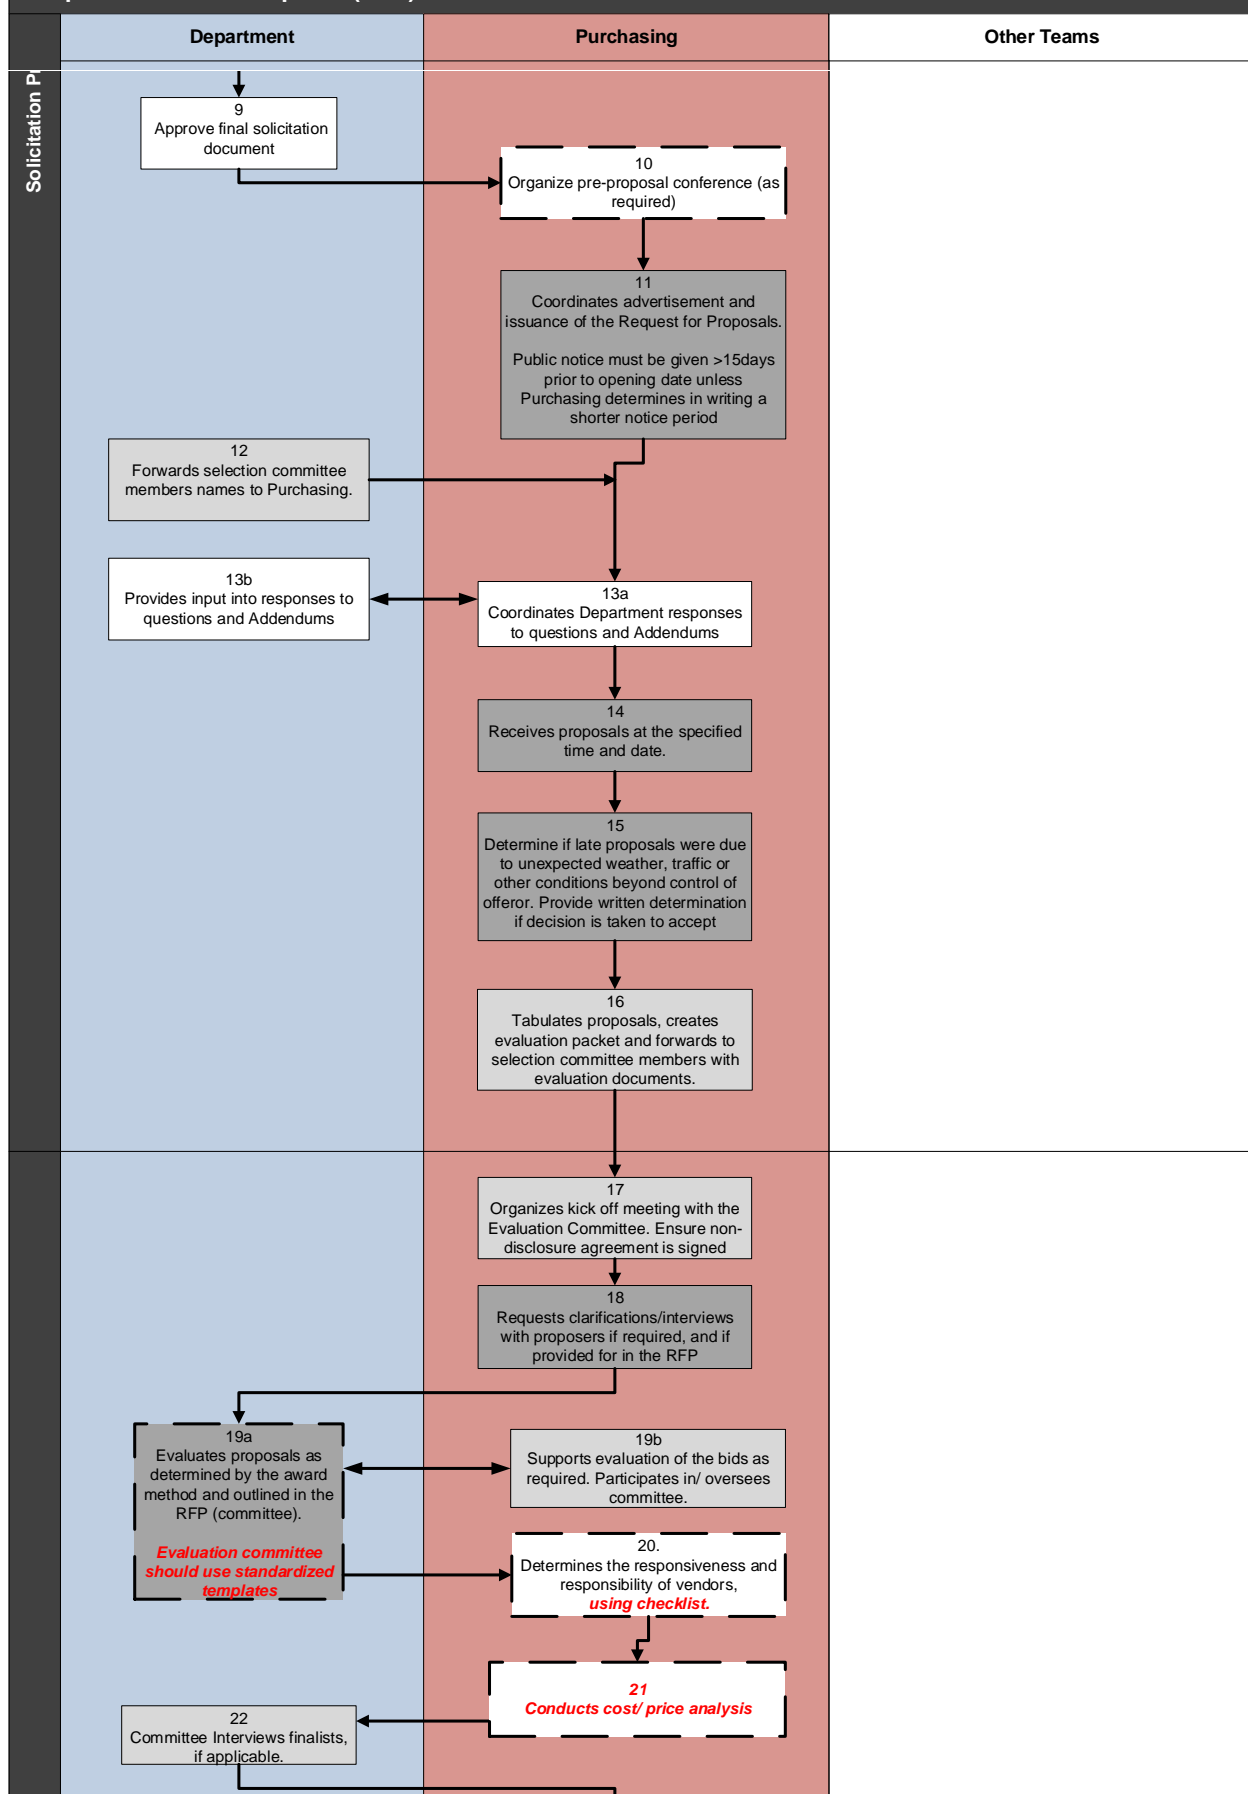 Department
Purchasing
Other Teams
9
Approve final solicitation
document
10
Organize pre-proposal conference (as
required)
11
Coordinates advertisement and
issuance of the Request for Proposals.
Public notice must be given >15days
prior to opening date unless
Purchasing determines in writing a
shorter notice period
12
Forwards selection committee
members names to Purchasing.
13b
Provides input into responses to
questions and Addendums
13a
Coordinates Department responses
to questions and Addendums
14
Receives proposals at the specified
time and date.
15
Determine if late proposals were due
to unexpected weather, traffic or
other conditions beyond control of
offeror. Provide written determination
if decision is taken to accept
16
Tabulates proposals, creates
evaluation packet and forwards to
selection committee members with
evaluation documents.
Solicitation
17
Organizes kick off meeting with the
Evaluation Committee. Ensure non-
disclosure agreement is signed
18
Requests clarifications/interviews
with proposers if required, and if
provided for in the RFP
19a
Evaluates proposals as
determined by the award
method and outlined in the
RFP (committee).
Evaluation committee
should use standardized
templates
19b
Supports evaluation of the bids as
required. Participates in/ oversees
committee.
20.
Determines the responsiveness and
responsibility of vendors,
using checklist.
21
Conducts cost/ price analysis
22
Committee Interviews finalists,
if applicable.